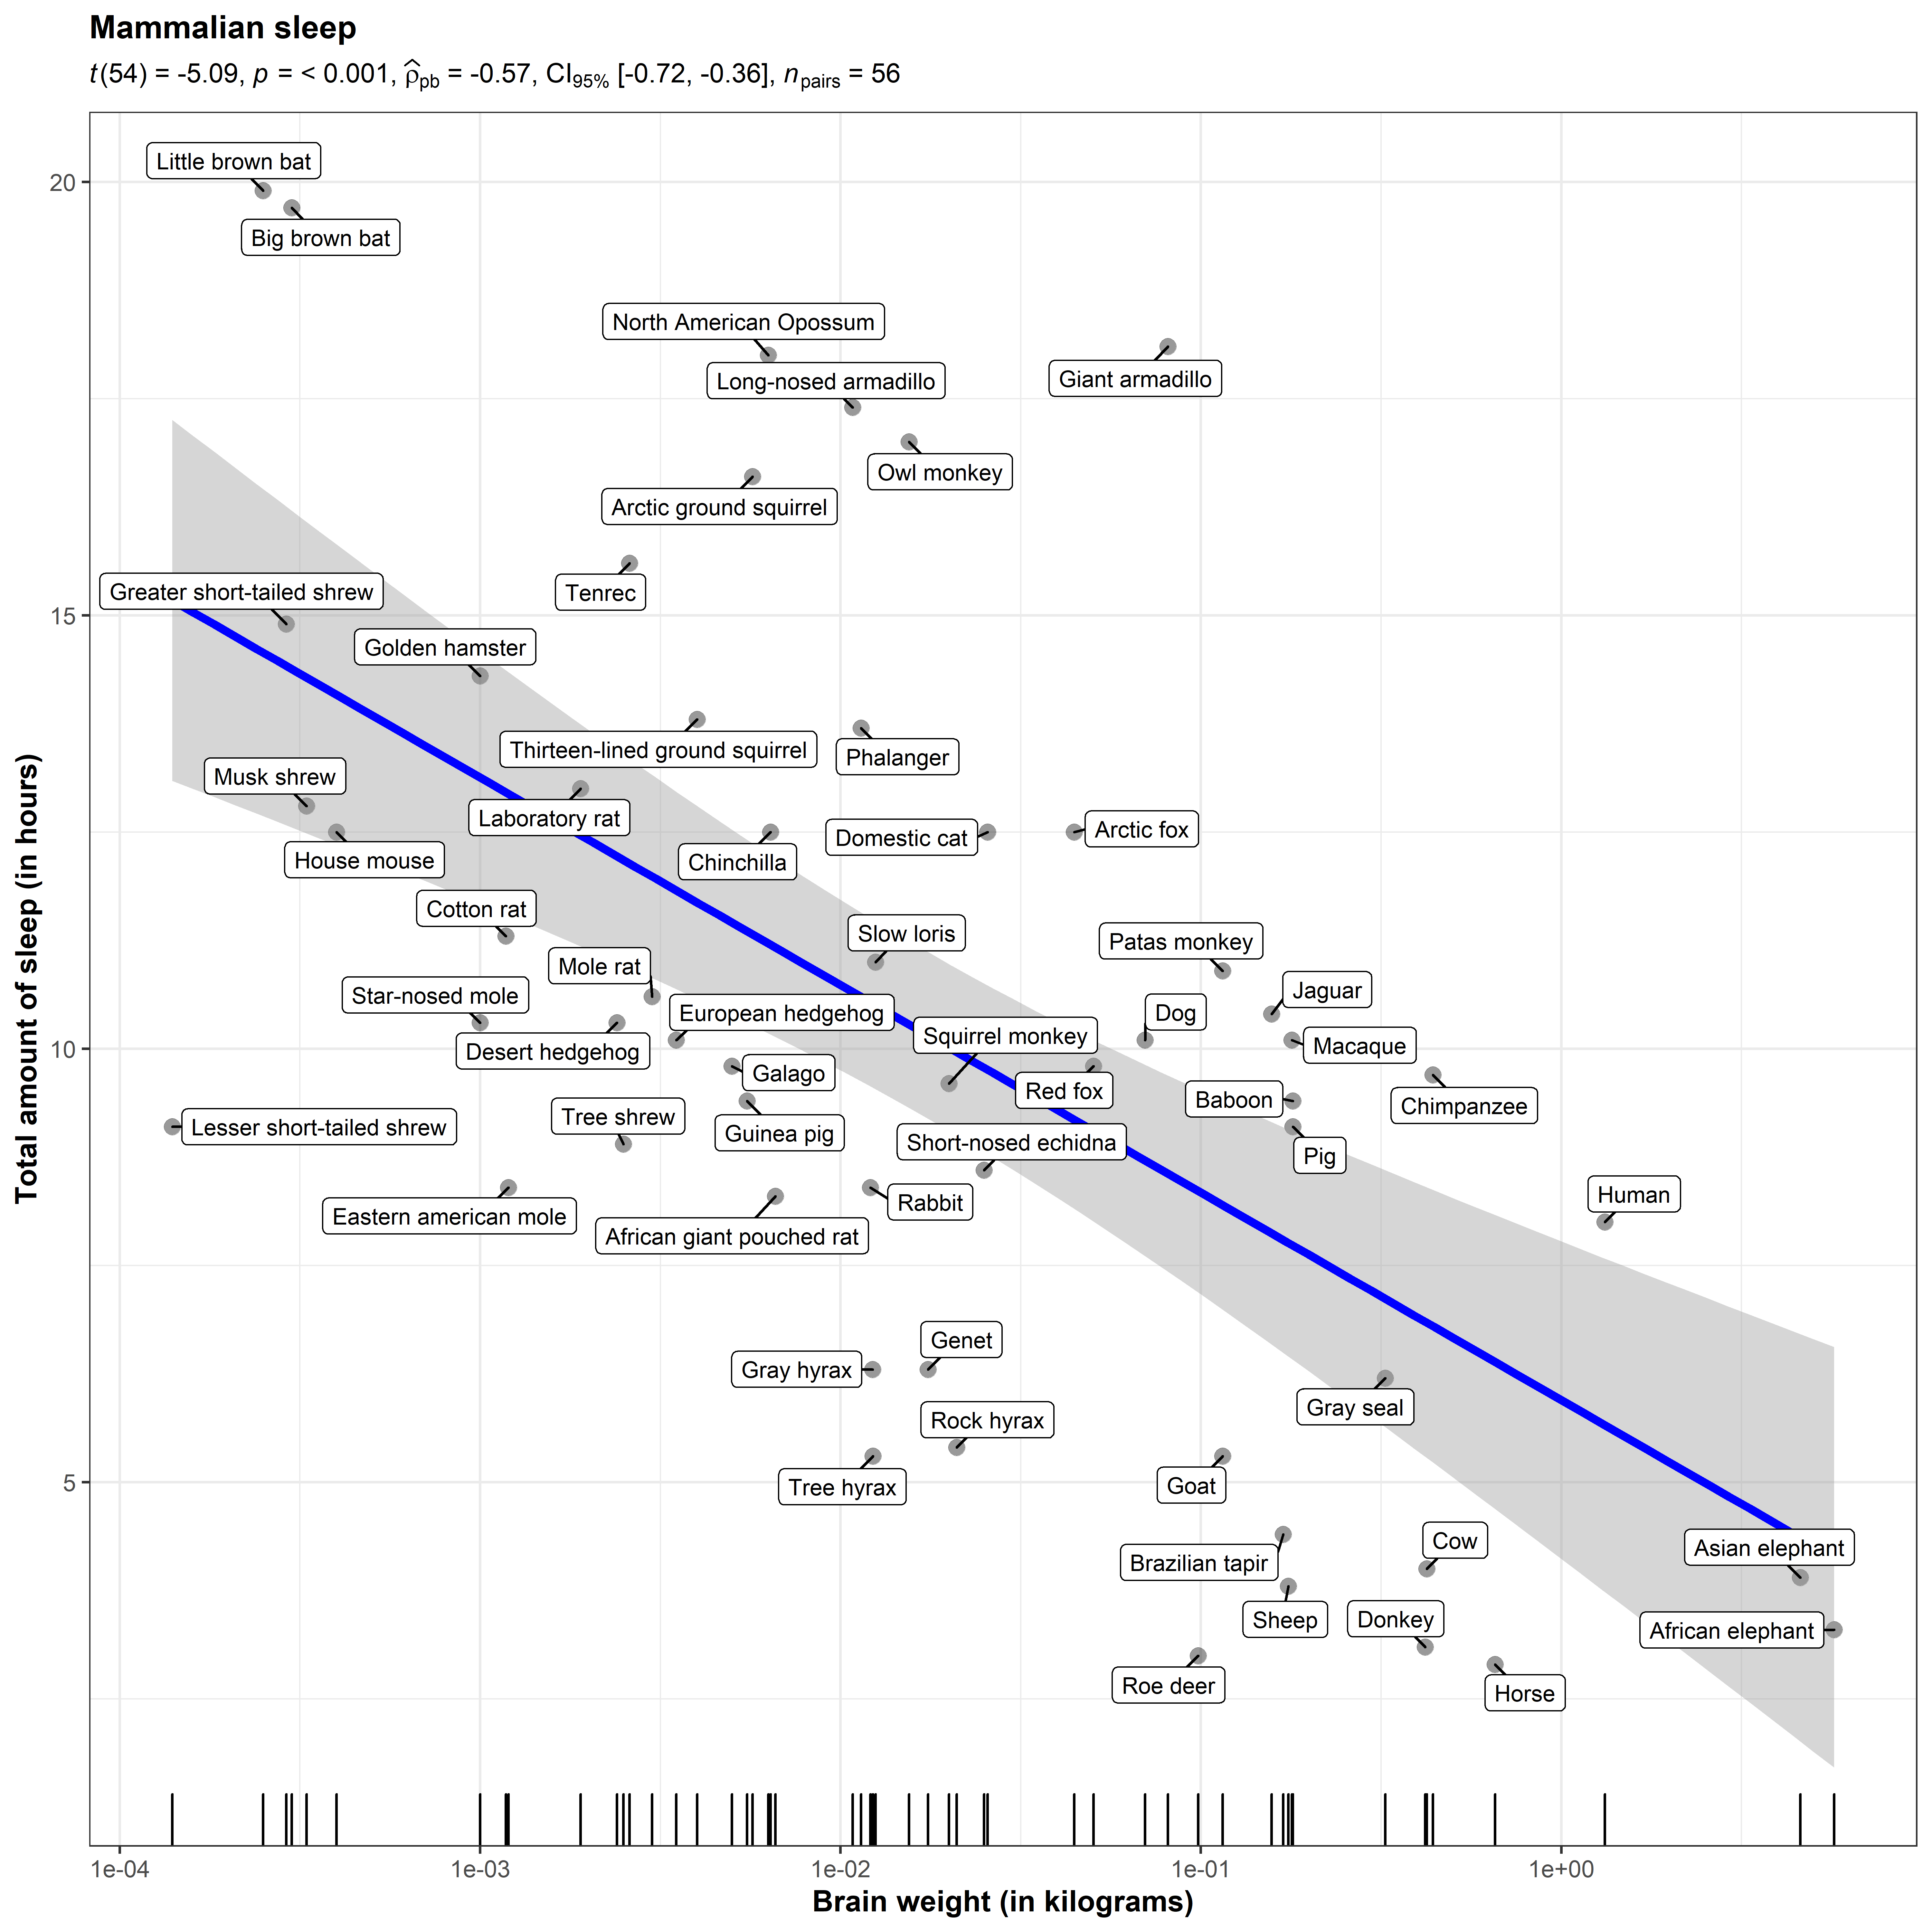 Mammalian sleep
t(54) = -5.09, p = < 0.001, ρ̂pb = -0.57, CI95% [-0.72, -0.36], npairs = 56
Little brown bat
20
Big brown bat
North American Opossum
Long-nosed armadillo
Giant armadillo
Owl monkey
Arctic ground squirrel
Tenrec
Greater short-tailed shrew
15
Golden hamster
Thirteen-lined ground squirrel
Phalanger
Musk shrew
Laboratory rat
Arctic fox
Domestic cat
House mouse
Chinchilla
Cotton rat
Slow loris
Patas monkey
Mole rat
Jaguar
Star-nosed mole
European hedgehog
Dog
Squirrel monkey
Macaque
10
Desert hedgehog
Galago
Red fox
Baboon
Chimpanzee
Tree shrew
Lesser short-tailed shrew
Guinea pig
Short-nosed echidna
Pig
Human
Rabbit
Eastern american mole
African giant pouched rat
Genet
Gray hyrax
Gray seal
Rock hyrax
5
Tree hyrax
Goat
Cow
Asian elephant
Brazilian tapir
Sheep
Donkey
African elephant
Roe deer
Horse
Total amount of sleep (in hours)
1e-04 1e-03 1e-02 1e-01 1e+00
Brain weight (in kilograms)